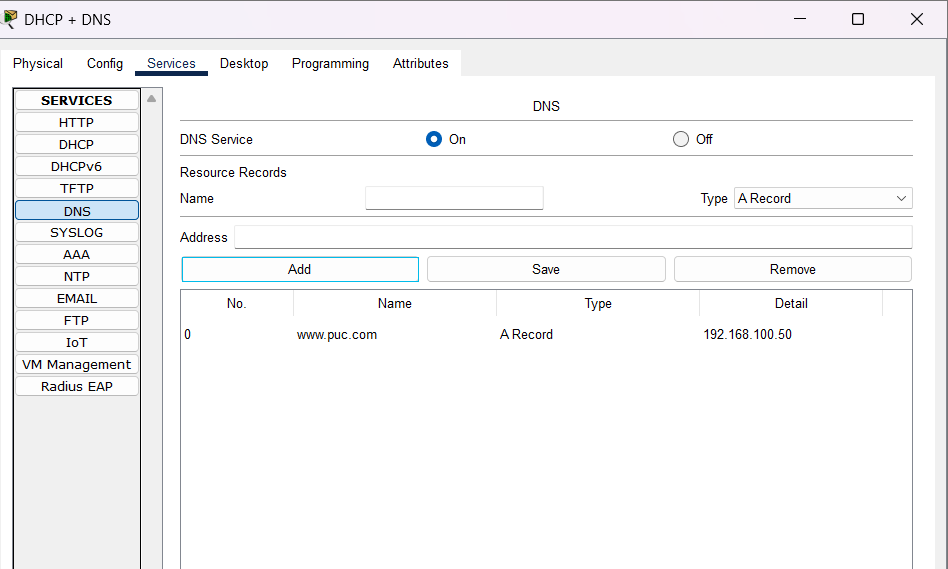 DHCP + DNS
Physical Config Services Desktop Programming Attributes
SERVICES
HTTP
DHCP
DHCPv6
TFTP
DNS
SYSLOG
AAA
NTP
EMAIL
FTP
IoT
VM Management
Radius EAP
DNS
DNS Service On Off
Resource Records
Name Type A Record
Address
Add Save Remove
No. Name Type Detail
0 www.puc.com A Record 192.168.100.50